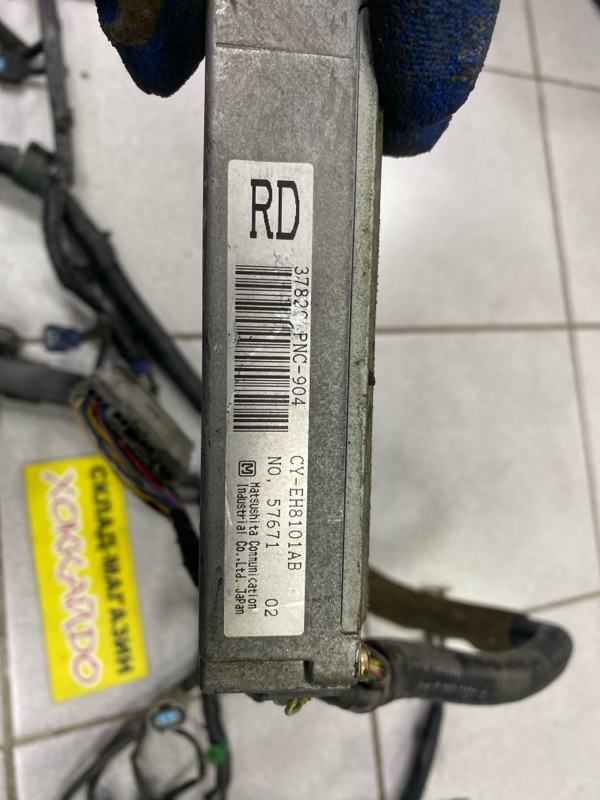 RD
37820-PNC-904
CY-EH8101AB
NO, 57671 02
M Matsushita Communication
Industrial Co.,Ltd. Japan
СКЛАД-МАГАЗИН
ХОККАЙДО